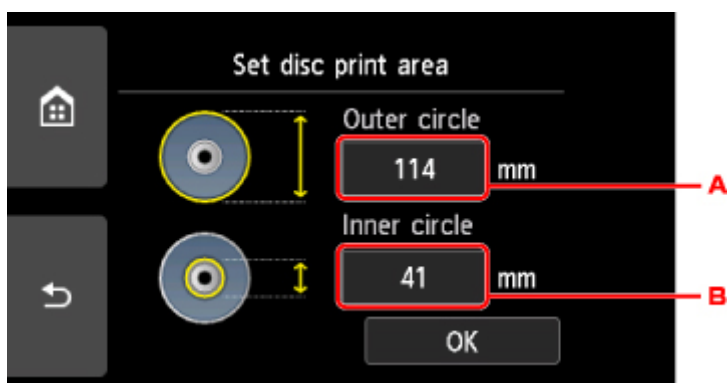 Set disc print area
Outer circle
114 mm
A
Inner circle
41 mm
B
OK